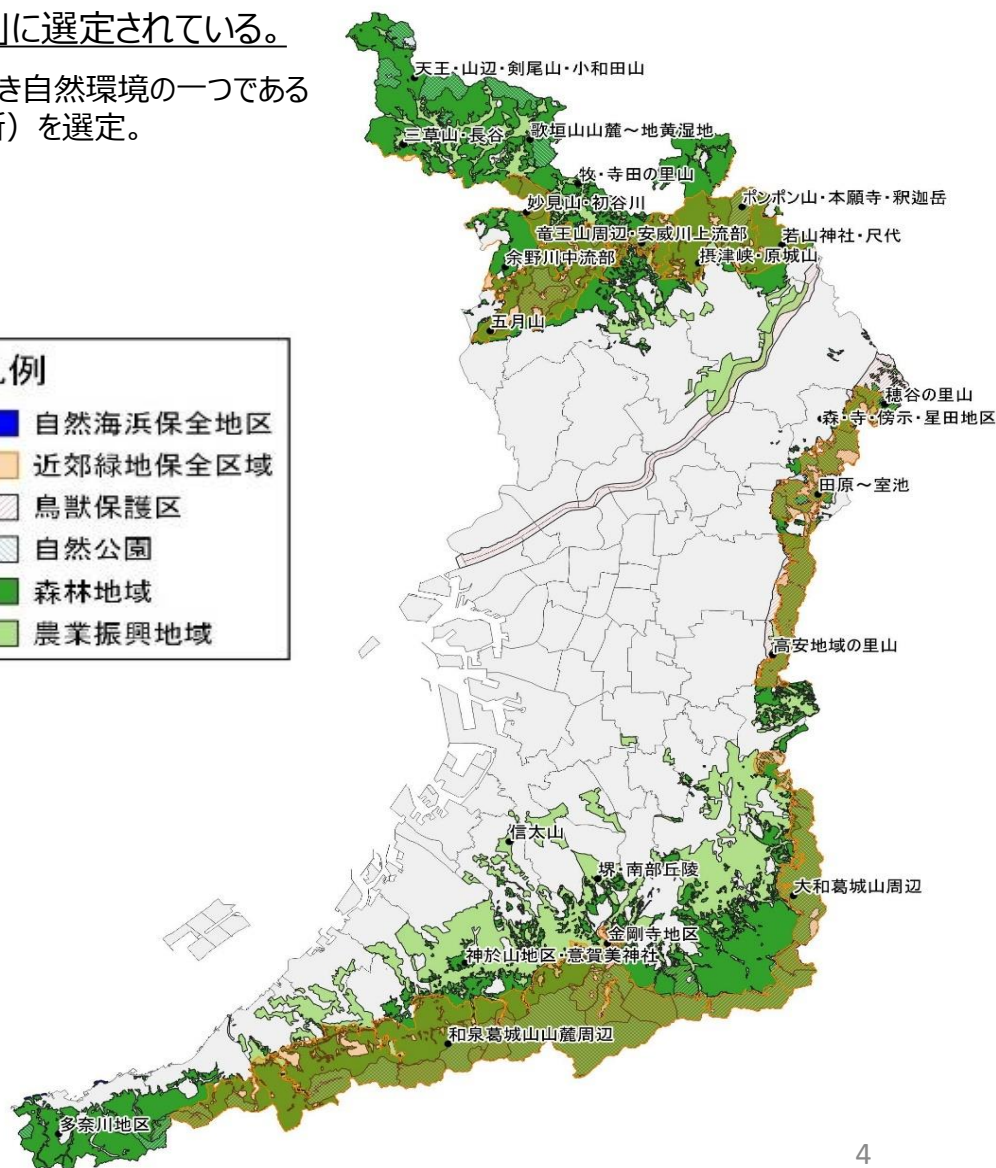 に選定されている。
き自然環境の一つである
を選定。
天王・山辺・剣尾山・小和田山
三草山・長谷
歌垣山山麓～地黄湿地
牧・寺田の里山
妙見山・初谷川
ポンポン山・本願寺・釈迦岳
竜王山周辺・安威川上流部
若山神社・尺代
余野川中流部
摂津峡・原城山
五月山
例
自然海浜保全地区
近郊緑地保全区域
鳥獣保護区
自然公園
森林地域
農業振興地域
穂谷の里山
森・寺・傍示・星田地区
田原～室池
高安地域の里山
信太山
堺・南部丘陵
大和葛城山周辺
金剛寺地区
神於山地区・意賀美神社
和泉葛城山山麓周辺
多奈川地区
4